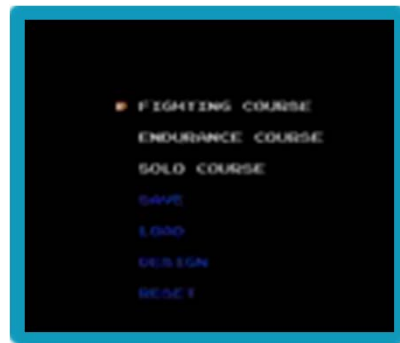 FIGHTING COURSE
ENDURANCE COURSE
SOLO COURSE
SAVE
LOAD
DESIGN
RESET